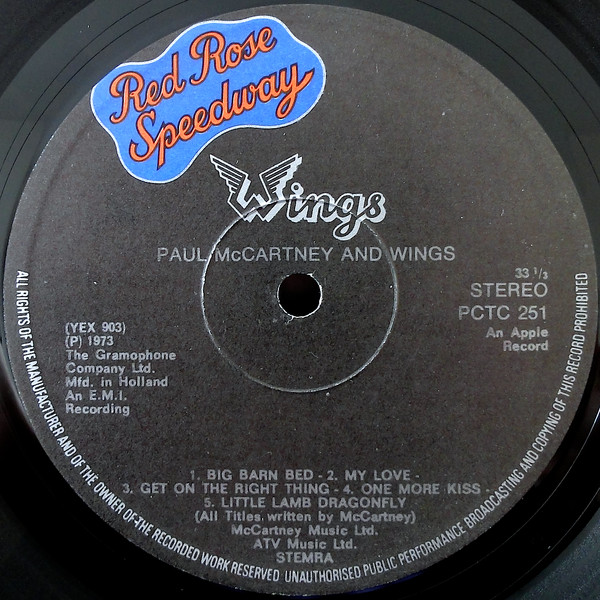 Red Rose
Speedway
Wings
PAUL McCARTNEY AND WINGS
33 1/3
STEREO
PCTC 251
An Apple
Record
(YEX 903)
(P) 1973
The Gramophone
Company Ltd.
Mfd. in Holland
An E.M.I.
Recording
1. BIG BARN BED - 2. MY LOVE -
3. GET ON THE RIGHT THING - 4. ONE MORE KISS -
5. LITTLE LAMB DRAGONFLY
(All Titles written by McCartney)
McCartney Music Ltd.
ATV Music Ltd.
STEMRA
ALL RIGHTS OF THE MANUFACTURER AND OF THE OWNER OF THE RECORDED WORK RESERVED UNAUTHORISED PUBLIC PERFORMANCE BROADCASTING AND COPYING OF THIS RECORD PROHIBITED